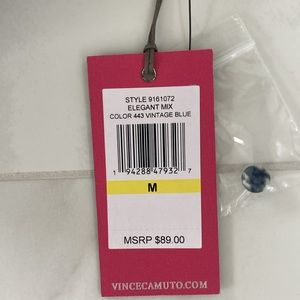 STYLE 9161072
ELEGANT MIX
COLOR 443 VINTAGE BLUE
1 94288 47932 7
M
MSRP $89.00
VINCECAMUTO.COM